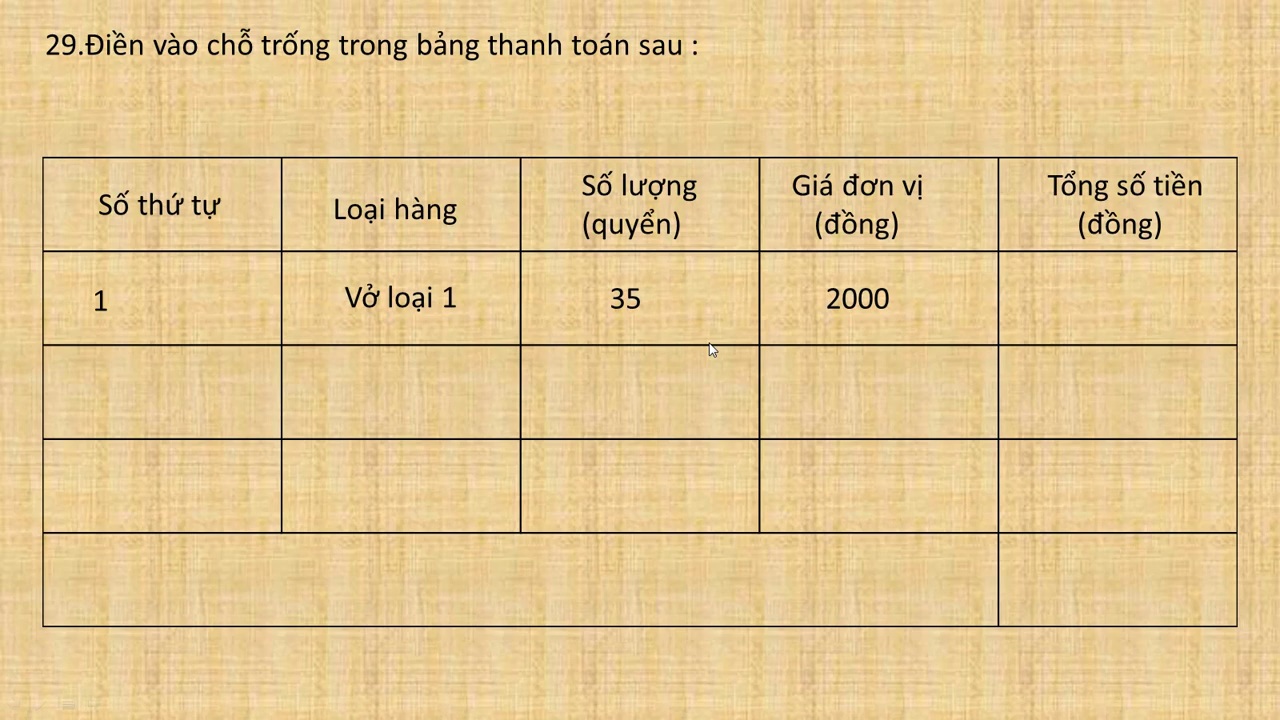 29.Điền vào chỗ trống trong bảng thanh toán sau :
Số thứ tự
Loại hàng
Số lượng
(quyển)
Giá đơn vị
(đồng)
Tổng số tiền
(đồng)
1
Vở loại 1
35
2000